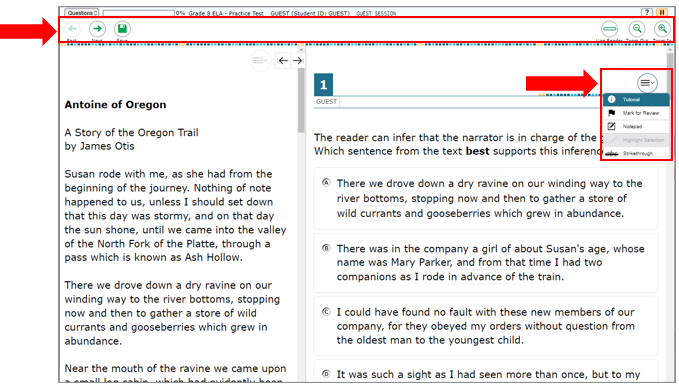 Questions 0% Grade 8 ELA - Practice Test GUEST (Student ID: GUEST) GUEST SESSION ?
Back Next Save Line Reader Zoom Out Zoom In
Antoine of Oregon
A Story of the Oregon Trail
by James Otis
Susan rode with me, as she had from the
beginning of the journey. Nothing of note
happened to us, unless I should set down
that this day was stormy, and on that day
the sun shone, until we came into the valley
of the North Fork of the Platte, through a
pass which is known as Ash Hollow.
There we drove down a dry ravine on our
winding way to the river bottoms, stopping
now and then to gather a store of wild
currants and gooseberries which grew in
abundance.
Near the mouth of the ravine we came upon
a small log cabin, which had evidently been
1
GUEST
Tutorial
Mark for Review
Notepad
Highlight Selection
abc Strikethrough
The reader can infer that the narrator is in charge of the
Which sentence from the text best supports this inference
A There we drove down a dry ravine on our winding way to the
river bottoms, stopping now and then to gather a store of
wild currants and gooseberries which grew in abundance.
B There was in the company a girl of about Susan's age, whose
name was Mary Parker, and from that time I had two
companions as I rode in advance of the train.
C I could have found no fault with these new members of our
company, for they obeyed my orders without question from
the oldest man to the youngest child.
D It was such a sight as I had seen more than once, but to my